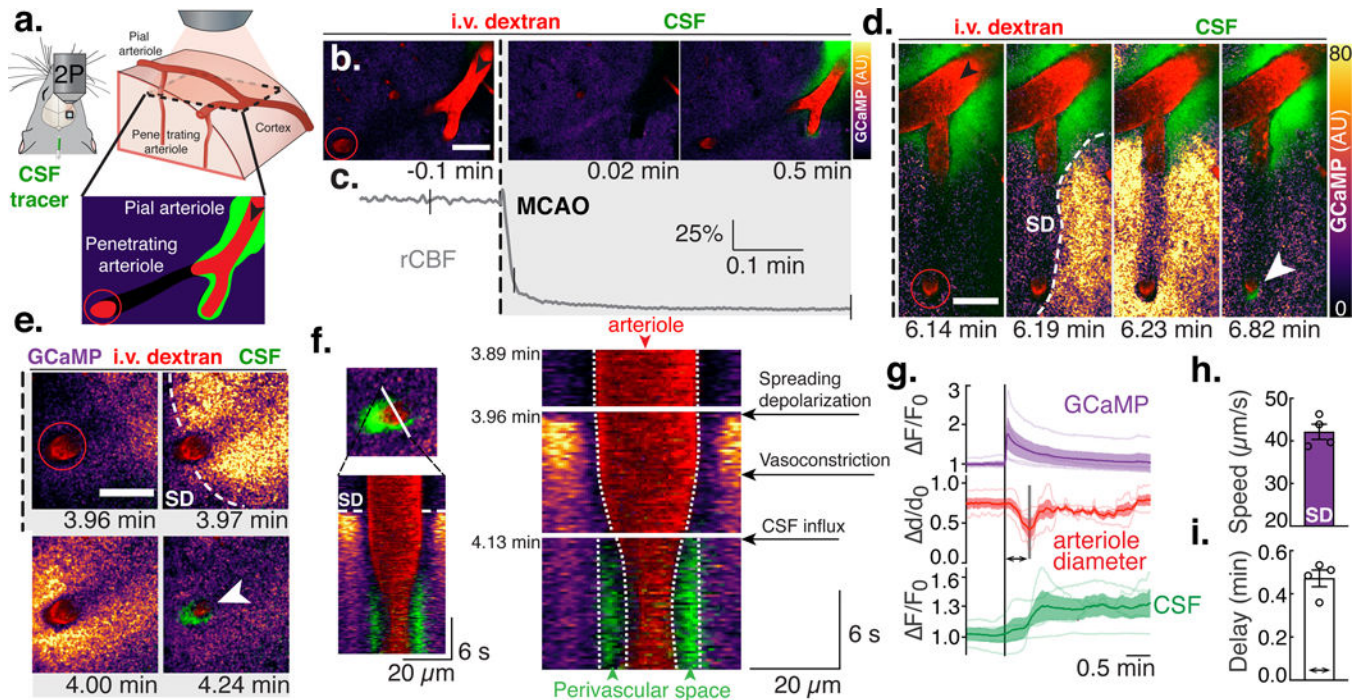 a.
2P
CSF
tracer
Pial
arteriole
Penetrating
arteriole
Cortex
Pial arteriole
Penetrating
arteriole
i.v. dextran
CSF
b.
GCaMP (AU)
-0.1 min
0.02 min
0.5 min
c.
MCAO
rCBF
25%
0.1 min
d.
i.v. dextran
CSF
SD
80
GCaMP (AU)
0
6.14 min
6.19 min
6.23 min
6.82 min
e.
GCaMP
i.v. dextran
CSF
SD
3.96 min
3.97 min
4.00 min
4.24 min
f.
SD
6 s
20 µm
arteriole
3.89 min
3.96 min
4.13 min
Spreading
depolarization
Vasoconstriction
CSF influx
6 s
20 µm
Perivascular space
g.
ΔF/F0
3
2
1
GCaMP
Δd/d0
1.0
0.5
0.0
arteriole
diameter
ΔF/F0
1.6
1.3
1.0
CSF
0.5 min
h.
Speed (µm/s)
50
40
30
20
SD
i.
Delay (min)
0.6
0.4
0.2
0.0